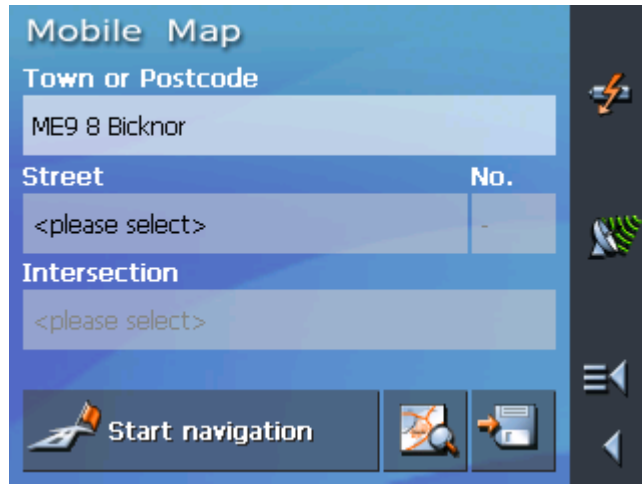 Mobile Map
Town or Postcode
ME9 8 Bicknor
Street No.
<please select> -
Intersection
<please select>
Start navigation